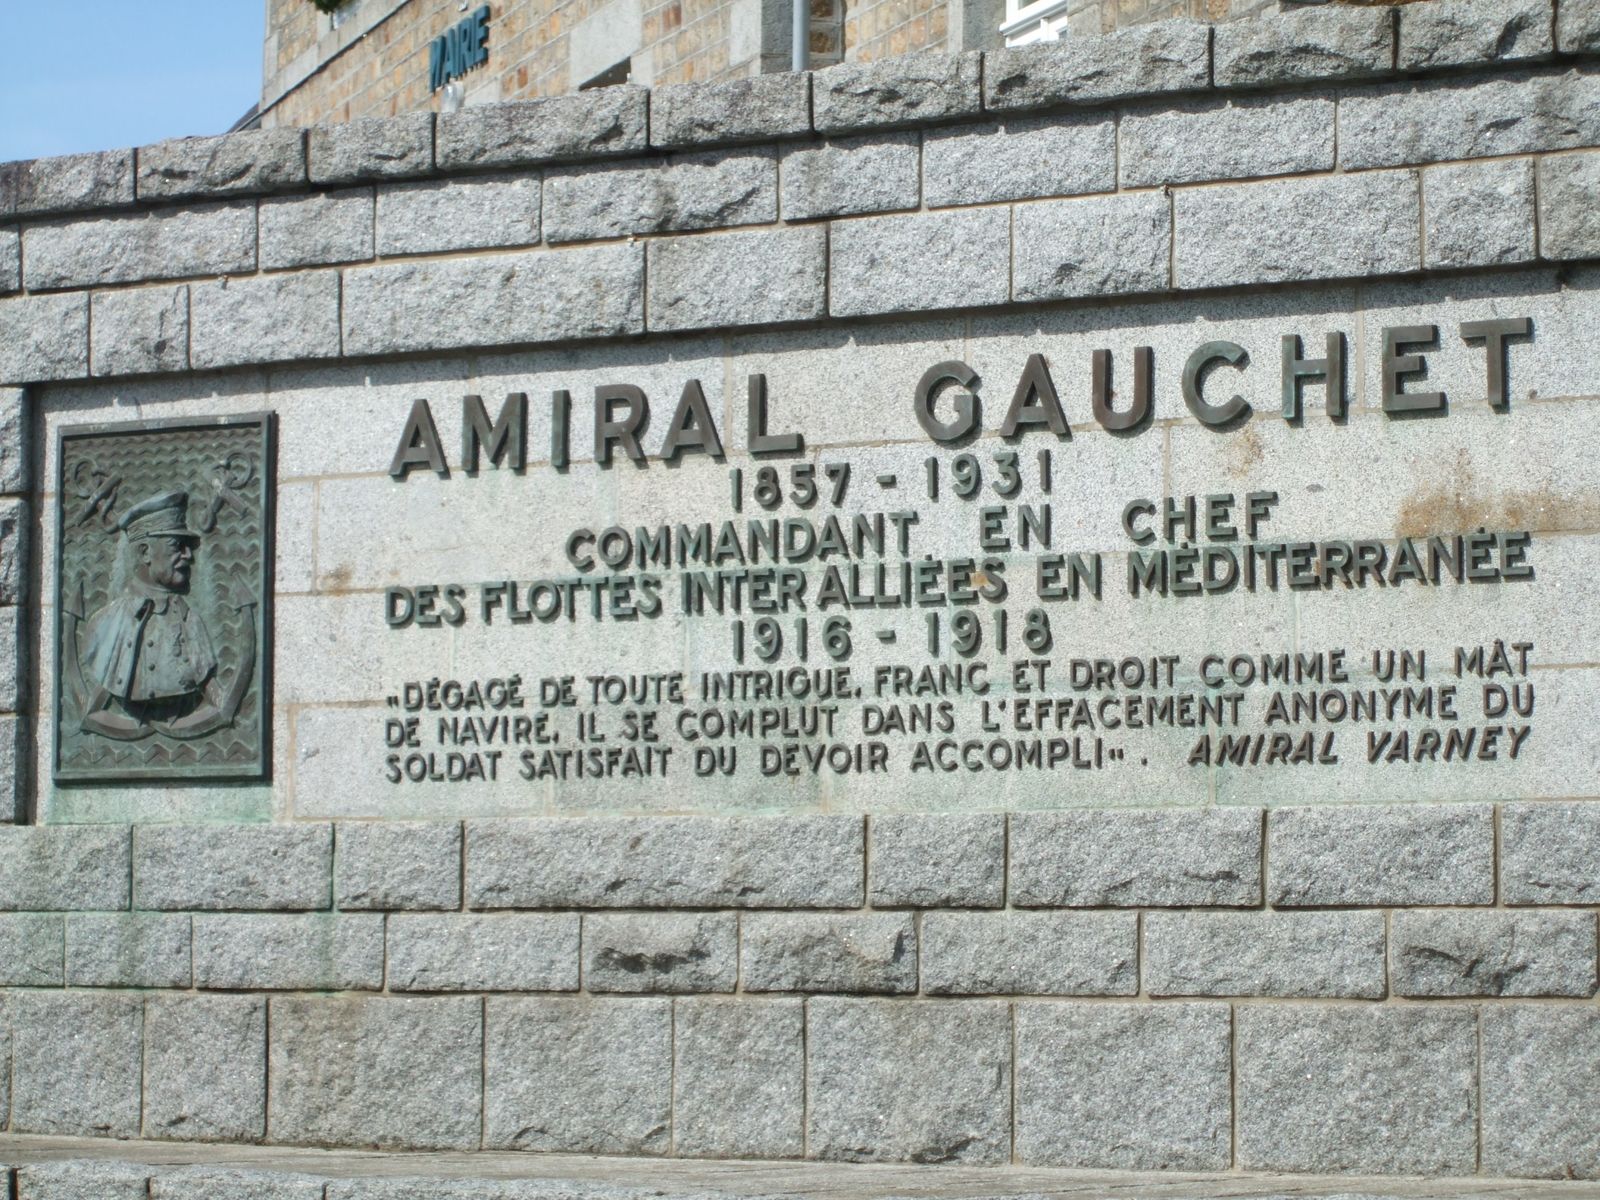 MAIRIE
AMIRAL GAUCHET
1857 - 1931
COMMANDANT EN CHEF
DES FLOTTES INTERALLIÉES EN MÉDITERRANÉE
1916 - 1918
«DÉGAGÉ DE TOUTE INTRIGUE, FRANC ET DROIT COMME UN MÂT
DE NAVIRE, IL SE COMPLUT DANS L'EFFACEMENT ANONYME DU
SOLDAT SATISFAIT DU DEVOIR ACCOMPLI». AMIRAL VARNEY